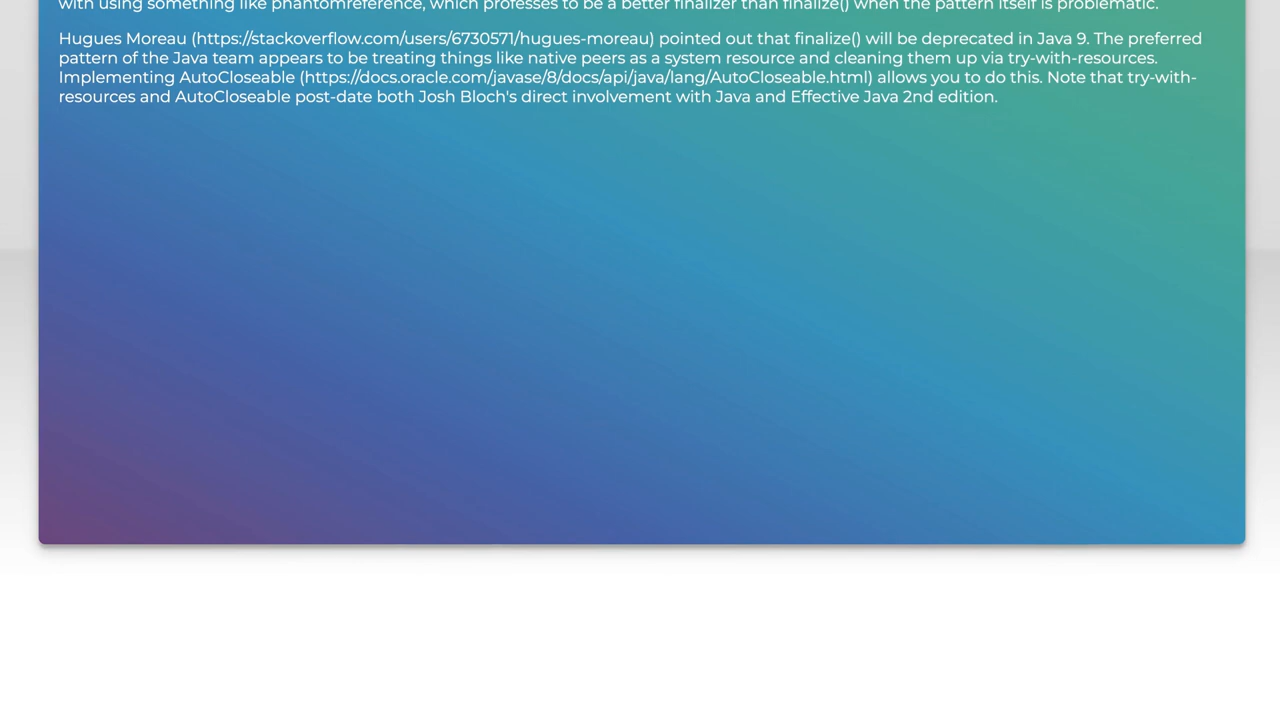 with using something like phantomreference, which professes to be a better finalizer than finalize() when the pattern itself is problematic.
Hugues Moreau (https://stackoverflow.com/users/6730571/hugues-moreau) pointed out that finalize() will be deprecated in Java 9. The preferred
pattern of the Java team appears to be treating things like native peers as a system resource and cleaning them up via try-with-resources.
Implementing AutoCloseable (https://docs.oracle.com/javase/8/docs/api/java/lang/AutoCloseable.html) allows you to do this. Note that try-with-
resources and AutoCloseable post-date both Josh Bloch's direct involvement with Java and Effective Java 2nd edition.